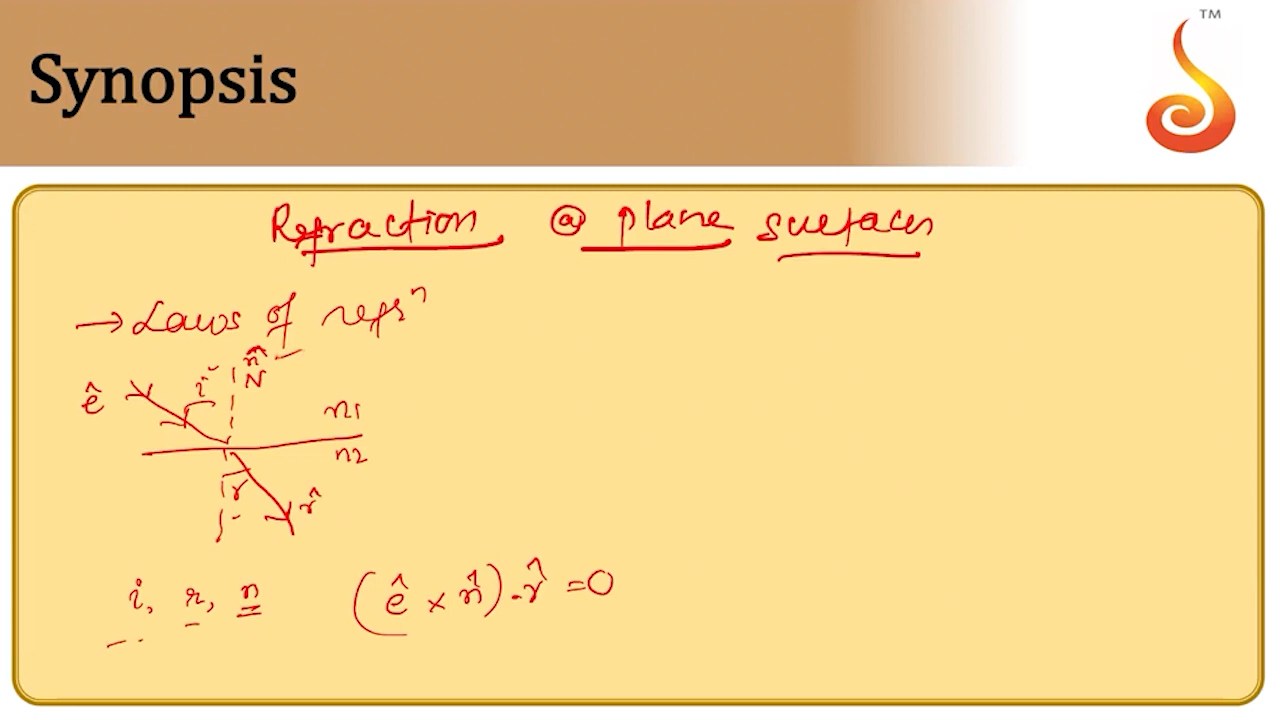 Synopsis
TM
Refraction @ plane surfaces
→ Laws of refrⁿ
n̂
i N
ê
n1
n2
r
r̂
i, r, n (ê × n̂) . r̂ = 0